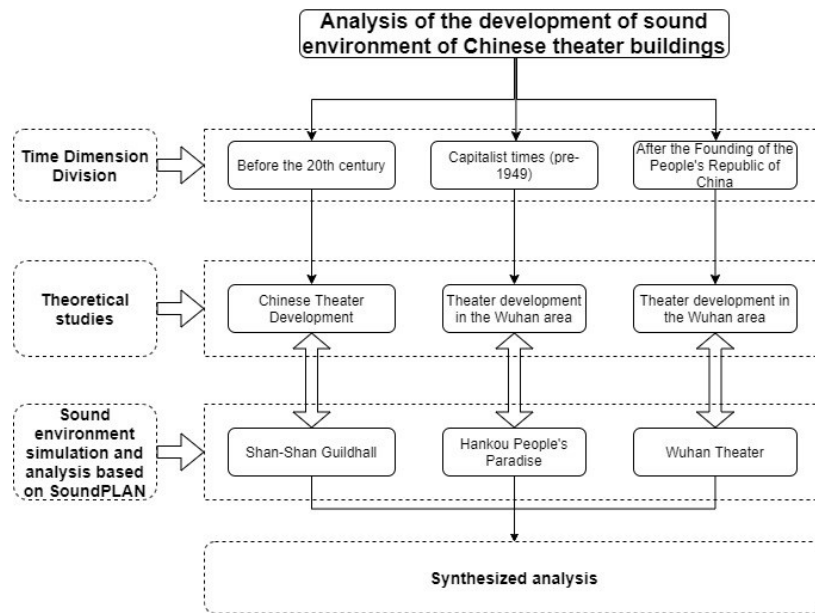 Analysis of the development of sound
environment of Chinese theater buildings
Time Dimension
Division
Before the 20th century
Capitalist times (pre-
1949)
After the Founding of the
People's Republic of
China
Theoretical
studies
Chinese Theater
Development
Theater development
in the Wuhan area
Theater development in
the Wuhan area
Sound
environment
simulation and
analysis based
on SoundPLAN
Shan-Shan Guildhall
Hankou People's
Paradise
Wuhan Theater
Synthesized analysis